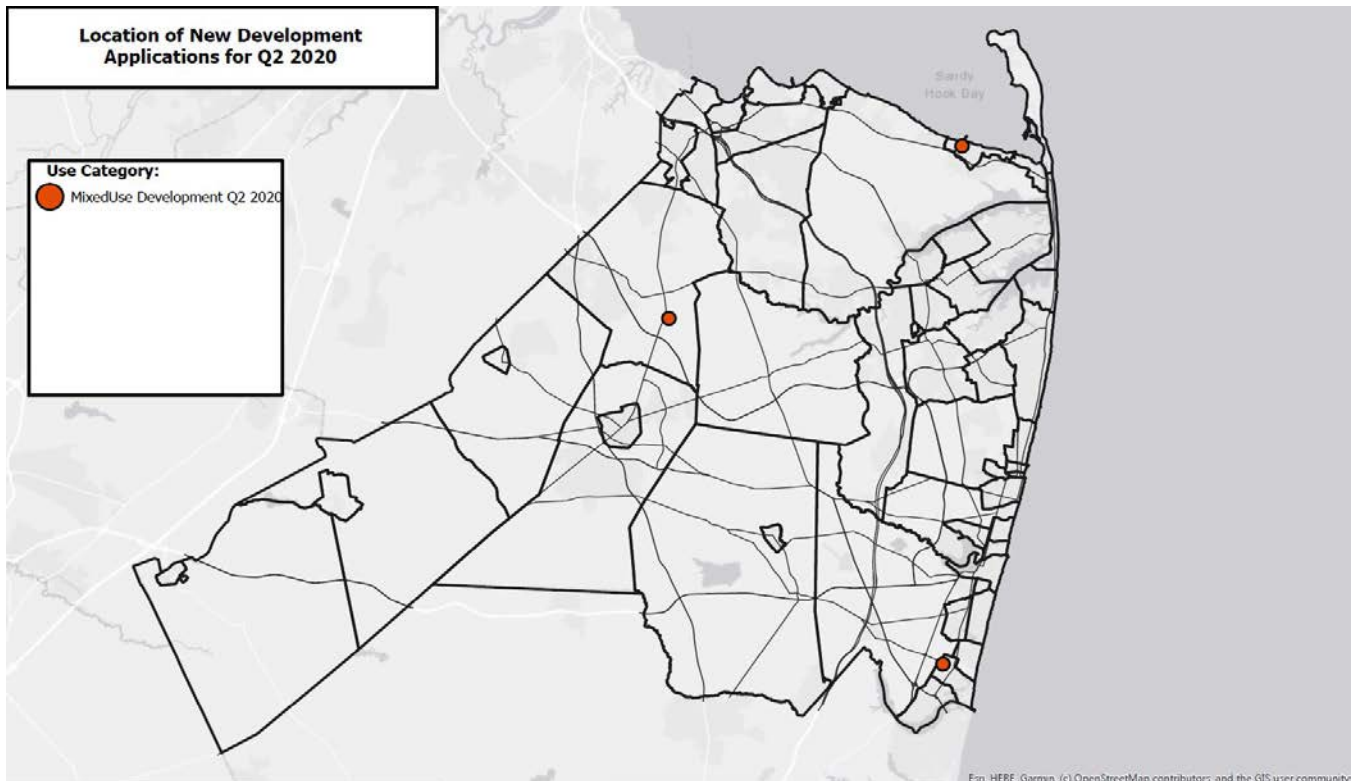 Location of New Development
Applications for Q2 2020
Sandy
Hook Bay
Use Category:
MixedUse Development Q2 2020
Esri, HERE, Garmin, (c) OpenStreetMap contributors, and the GIS user community